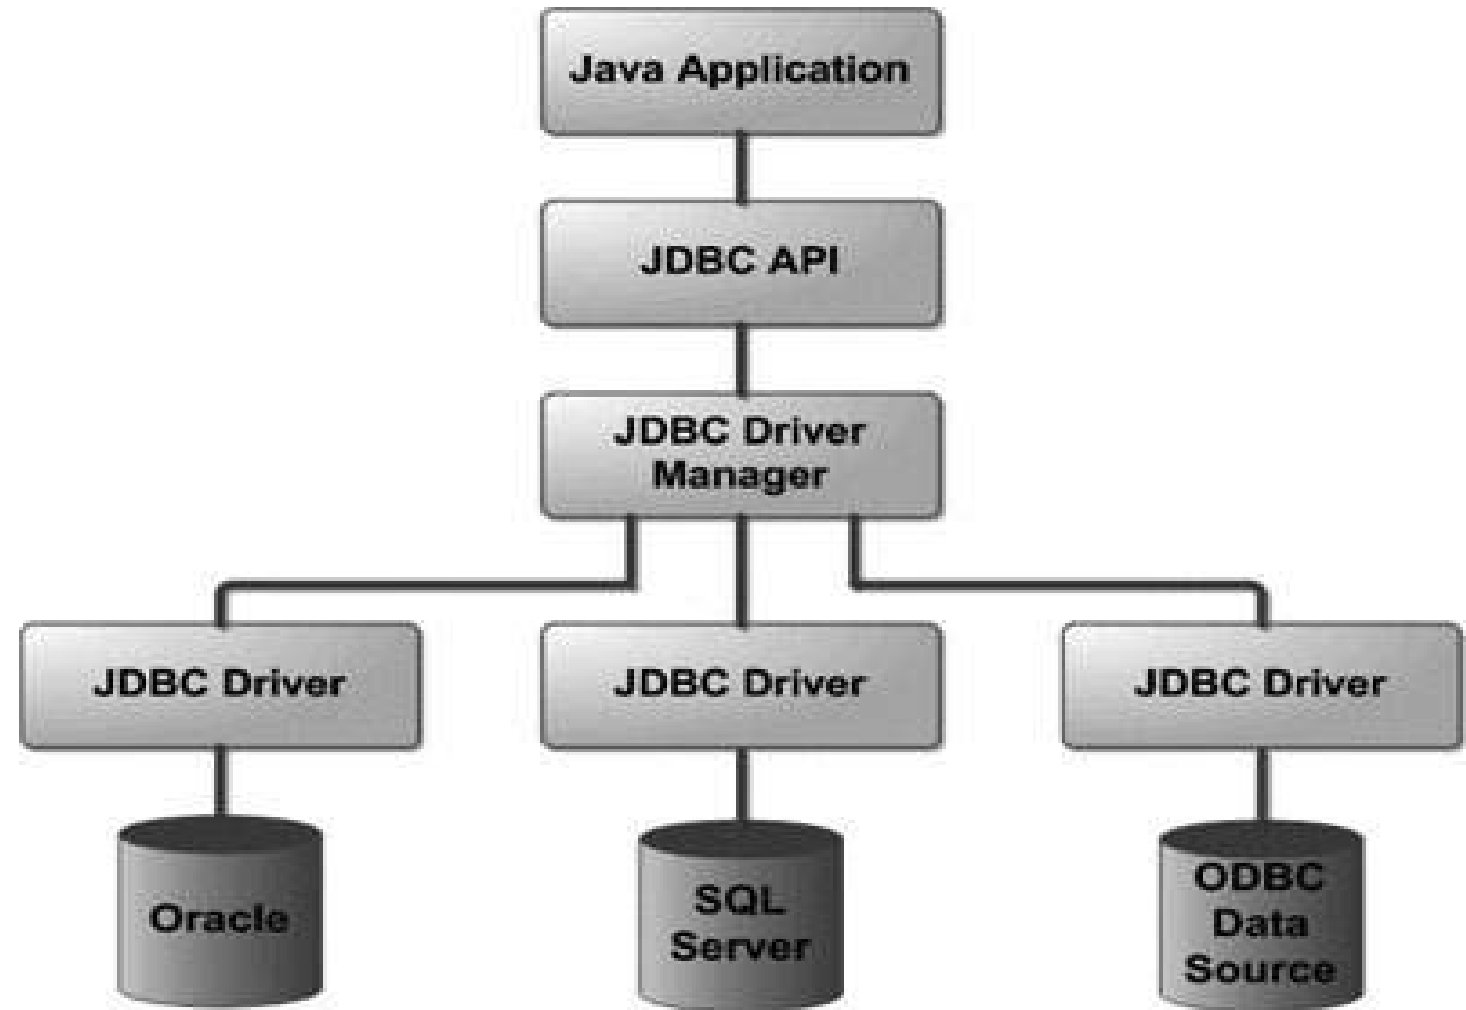 Java Application
JDBC API
JDBC Driver
Manager
JDBC Driver
JDBC Driver
JDBC Driver
Oracle
SQL
Server
ODBC
Data
Source